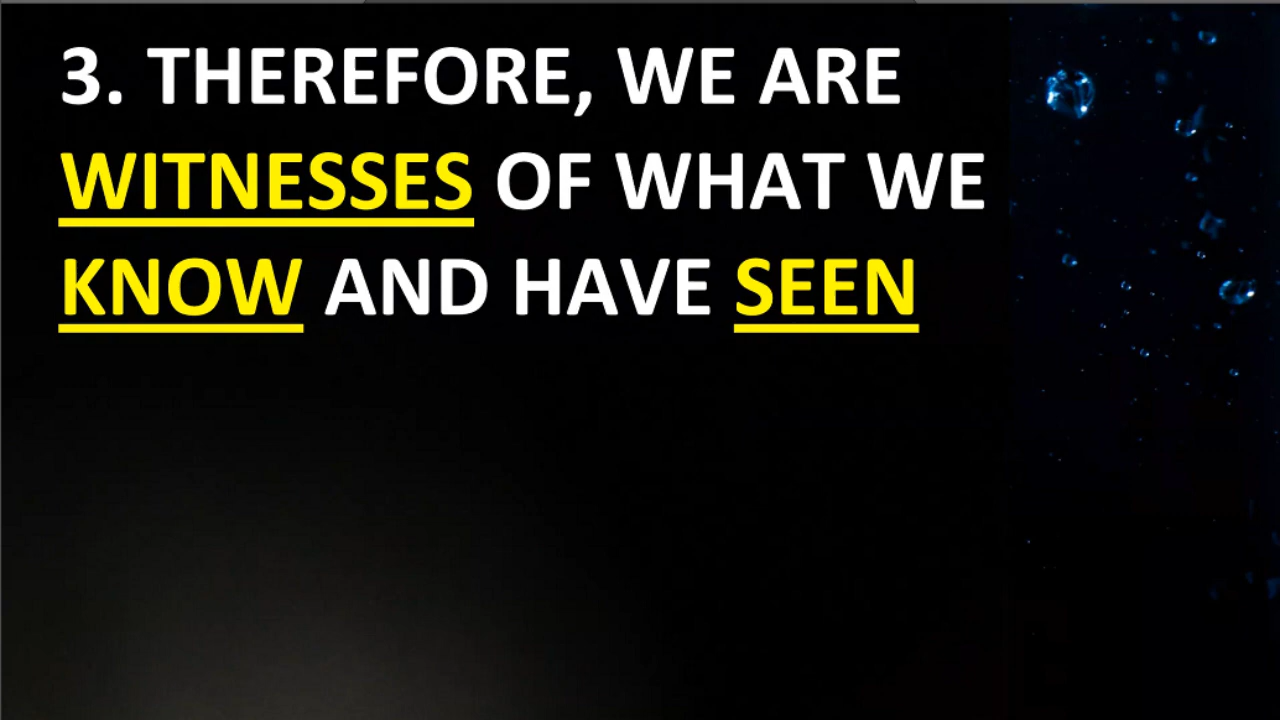 3. THEREFORE, WE ARE
WITNESSES OF WHAT WE
KNOW AND HAVE SEEN